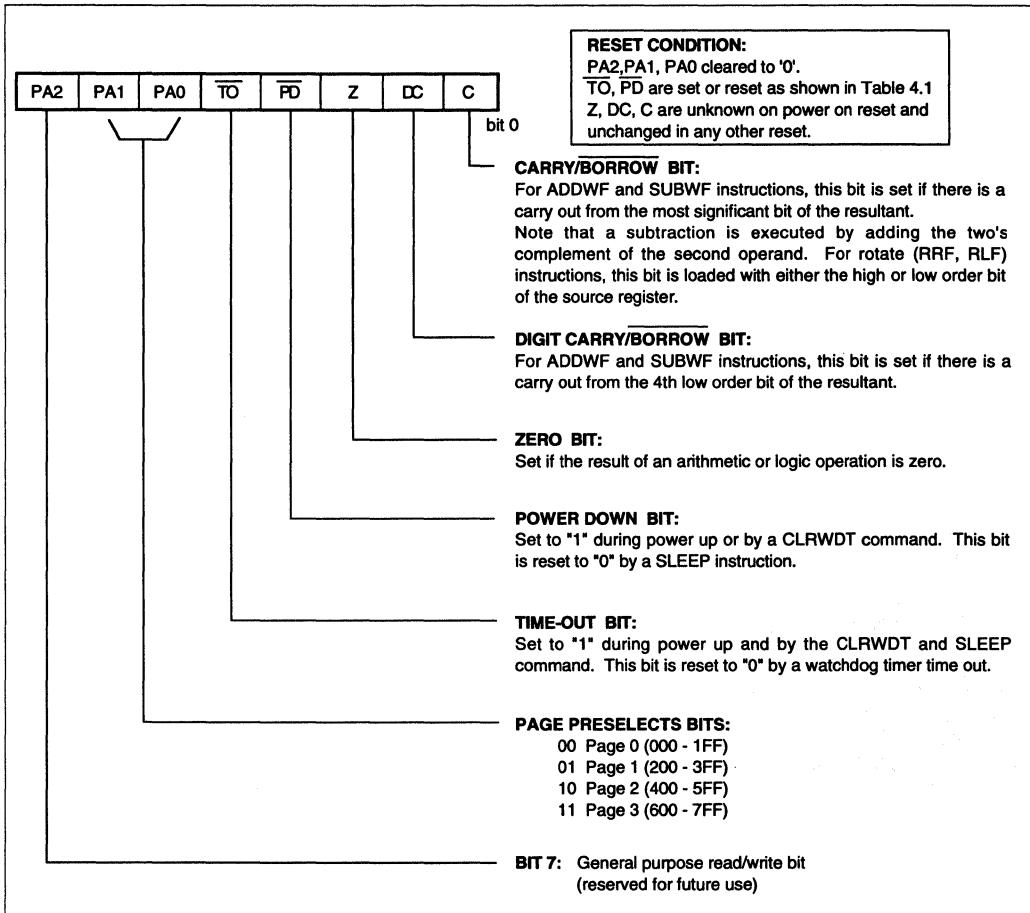 RESET CONDITION:
PA2,PA1, PA0 cleared to '0'.
T̅O̅, P̅D̅ are set or reset as shown in Table 4.1
Z, DC, C are unknown on power on reset and
unchanged in any other reset.
PA2 PA1 PA0 T̅O̅ P̅D̅ Z DC C
bit 0
CARRY/B̅O̅R̅R̅O̅W̅ BIT:
For ADDWF and SUBWF instructions, this bit is set if there is a
carry out from the most significant bit of the resultant.
Note that a subtraction is executed by adding the two's
complement of the second operand. For rotate (RRF, RLF)
instructions, this bit is loaded with either the high or low order bit
of the source register.
DIGIT CARRY/B̅O̅R̅R̅O̅W̅ BIT:
For ADDWF and SUBWF instructions, this bit is set if there is a
carry out from the 4th low order bit of the resultant.
ZERO BIT:
Set if the result of an arithmetic or logic operation is zero.
POWER DOWN BIT:
Set to "1" during power up or by a CLRWDT command. This bit
is reset to "0" by a SLEEP instruction.
TIME-OUT BIT:
Set to "1" during power up and by the CLRWDT and SLEEP
command. This bit is reset to "0" by a watchdog timer time out.
PAGE PRESELECTS BITS:
00 Page 0 (000 - 1FF)
01 Page 1 (200 - 3FF)
10 Page 2 (400 - 5FF)
11 Page 3 (600 - 7FF)
BIT 7: General purpose read/write bit
(reserved for future use)